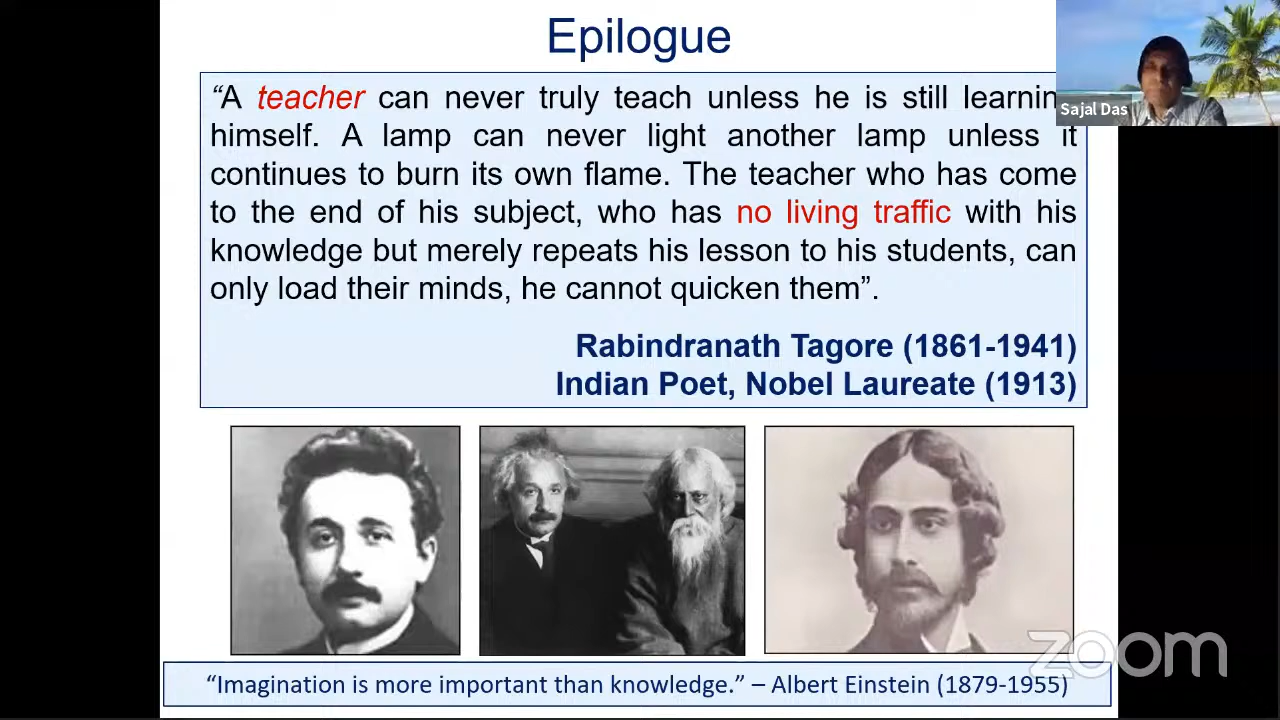 Epilogue
“A teacher can never truly teach unless he is still learnin
himself. A lamp can never light another lamp unless it
continues to burn its own flame. The teacher who has come
to the end of his subject, who has no living traffic with his
knowledge but merely repeats his lesson to his students, can
only load their minds, he cannot quicken them”.
Rabindranath Tagore (1861-1941)
Indian Poet, Nobel Laureate (1913)
“Imagination is more important than knowledge.” – Albert Einstein (1879-1955)
Sajal Das
zoom